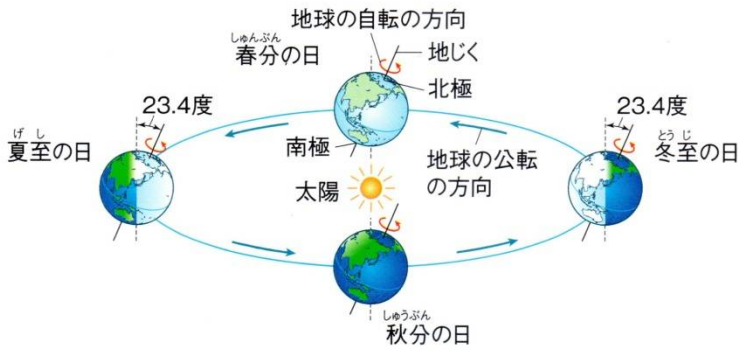 地球の自転の方向
しゅんぶん
春分の日
地じく
北極
23.4度
23.4度
げし
夏至の日
南極
地球の公転
の方向
とうじ
冬至の日
太陽
しゅうぶん
秋分の日